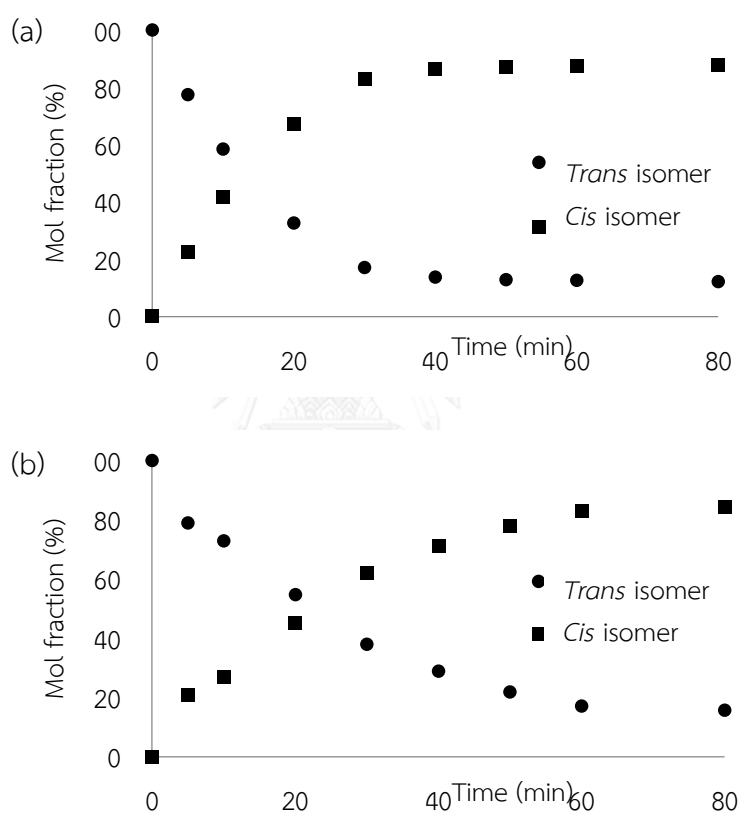 (a)
Mol fraction (%)
00
80
60
40
20
0
Trans isomer
Cis isomer
0 20 40 60 80
Time (min)
(b)
Mol fraction (%)
00
80
60
40
20
0
Trans isomer
Cis isomer
0 20 40 60 80
Time (min)